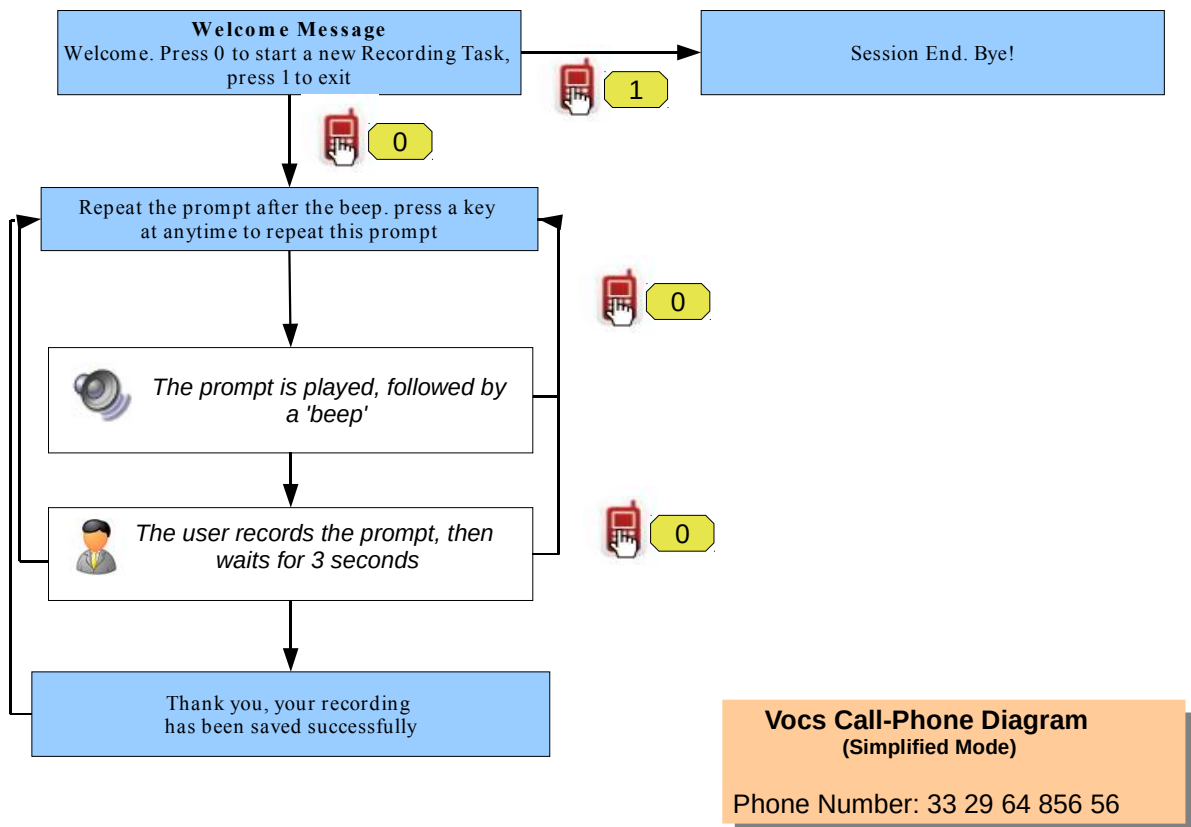 Welcome Message
Welcome. Press 0 to start a new Recording Task,
press 1 to exit
Session End. Bye!
1
0
Repeat the prompt after the beep. press a key
at anytime to repeat this prompt
0
The prompt is played, followed by
a 'beep'
The user records the prompt, then
waits for 3 seconds
0
Thank you, your recording
has been saved successfully
Vocs Call-Phone Diagram
(Simplified Mode)
Phone Number: 33 29 64 856 56